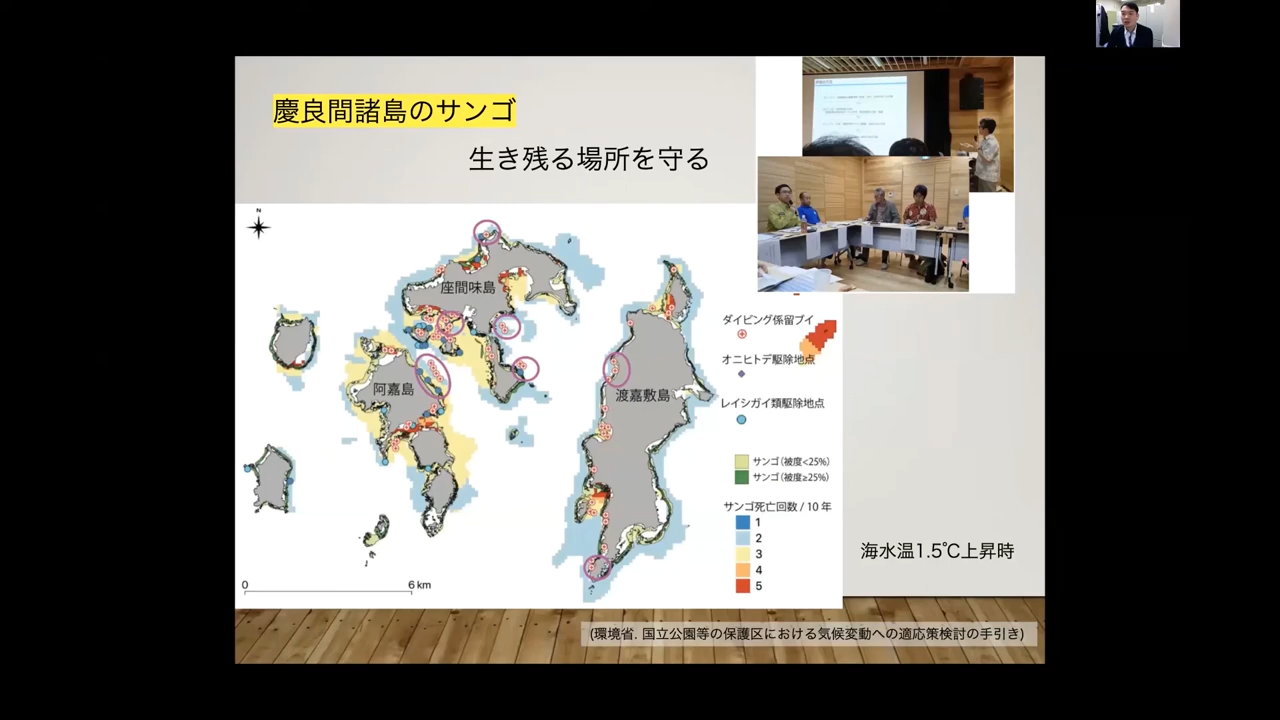 慶良間諸島のサンゴ
生き残る場所を守る
N
座間味島
阿嘉島
渡嘉敷島
ダイビング係留ブイ
オニヒトデ駆除地点
レイシガイ類駆除地点
サンゴ（被度<25%）
サンゴ（被度≥25%）
サンゴ死亡回数 / 10 年
1
2
3
4
5
0
6 km
海水温1.5℃上昇時
(環境省. 国立公園等の保護区における気候変動への適応策検討の手引き)